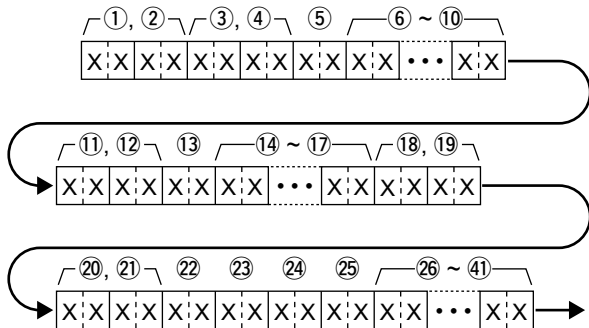 ①, ② ③, ④ ⑤ ⑥ ~ ⑩
X X X X X X X X X X X X ••• X X
⑪, ⑫ ⑬ ⑭ ~ ⑰ ⑱, ⑲
X X X X X X X X ••• X X X X X X
⑳, ㉑ ㉒ ㉓ ㉔ ㉕ ㉖ ~ ㊶
X X X X X X X X X X X X X X ••• X X